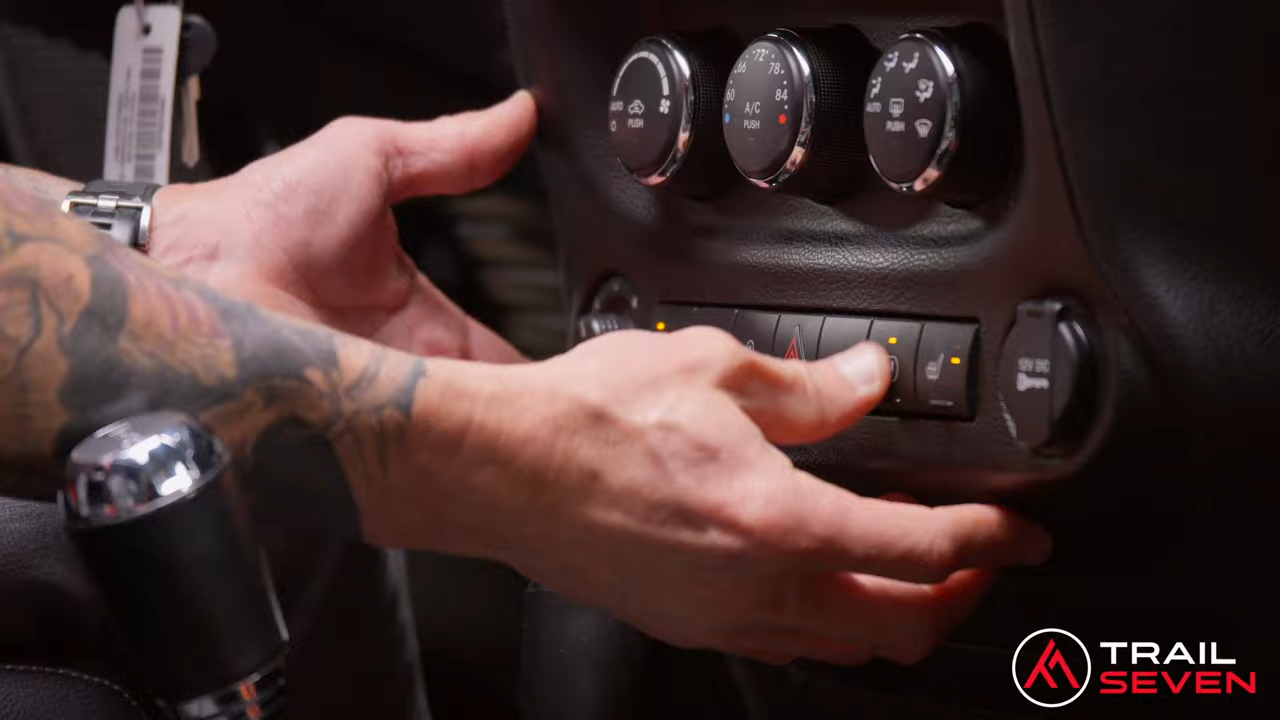 AUTO
O
PUSH
60
66
72°
78
84
A/C
PUSH
AUTO
PUSH
12V DC
TRAIL
SEVEN